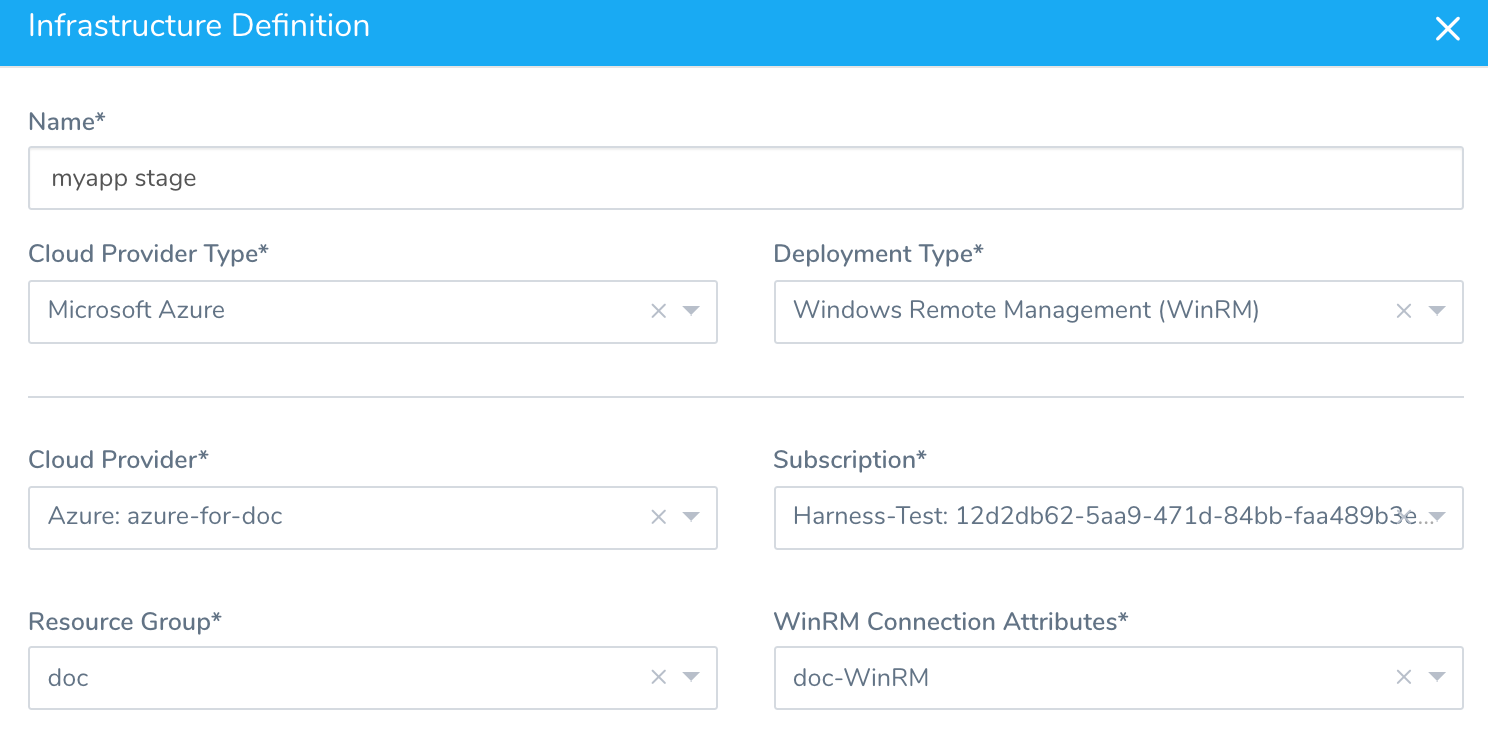 Infrastructure Definition
Name*
myapp stage
Cloud Provider Type*
Deployment Type*
Microsoft Azure
Windows Remote Management (WinRM)
Cloud Provider*
Subscription*
Azure: azure-for-doc
Harness-Test: 12d2db62-5aa9-471d-84bb-faa489b3e...
Resource Group*
WinRM Connection Attributes*
doc
doc-WinRM